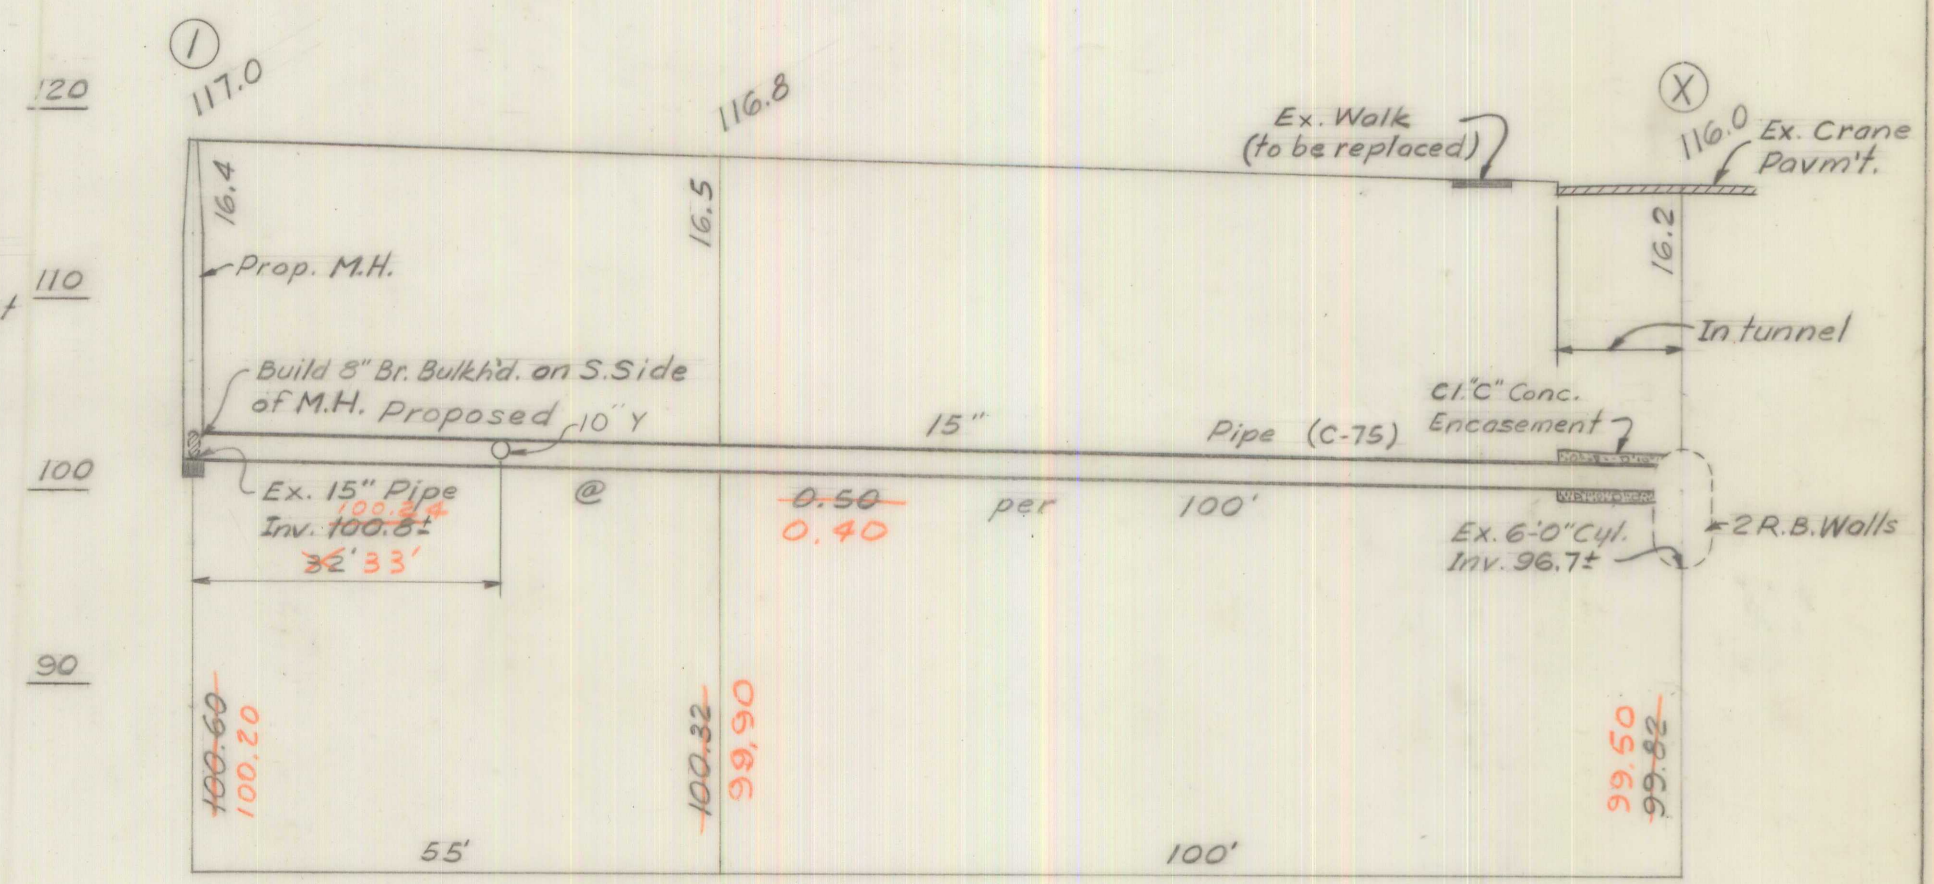 1
117.0
120
116.8
X
116.0
Ex. Crane
Pavm't.
Ex. Walk
(to be replaced)
16.4
16.5
16.2
Prop. M.H.
110
In tunnel
Build 8" Br. Bulkh'd. on S. Side
of M.H.
Proposed
10" Y
15"
Pipe (C-75)
Cl. "C" Conc.
Encasement
100
Ex. 15" Pipe
100.24
Inv. 100.8±
32' 33'
@
0.50
0.40
per
100'
Ex. 6'-0" Cyl.
Inv. 96.7±
2 R.B. Walls
90
100.60
100.20
100.32
99.90
99.50
99.82
55'
100'